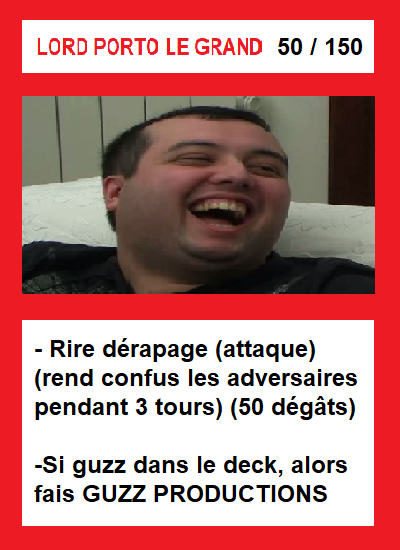 LORD PORTO LE GRAND 50 / 150
- Rire dérapage (attaque)
(rend confus les adversaires
pendant 3 tours) (50 dégâts)
-Si guzz dans le deck, alors
fais GUZZ PRODUCTIONS